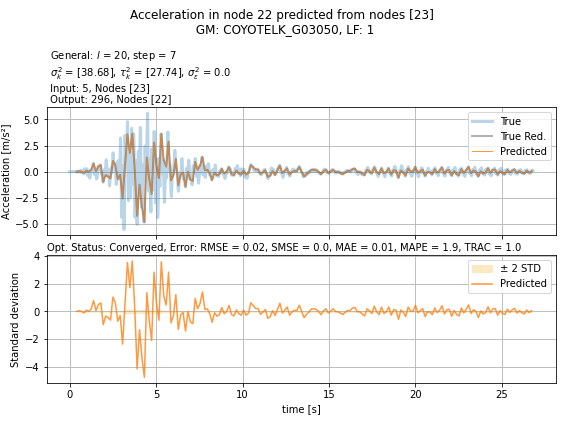 Acceleration in node 22 predicted from nodes [23]
GM: COYOTELK_G03050, LF: 1
General: l = 20, step = 7
σ²ₖ = [38.68], τ²ₖ = [27.74], σ²ε = 0.0
Input: 5, Nodes [23]
Output: 296, Nodes [22]
Acceleration [m/s²]
5.0
2.5
0.0
−2.5
−5.0
True
True Red.
Predicted
Opt. Status: Converged, Error: RMSE = 0.02, SMSE = 0.0, MAE = 0.01, MAPE = 1.9, TRAC = 1.0
Standard deviation
4
2
0
−2
−4
± 2 STD
Predicted
0 5 10 15 20 25
time [s]